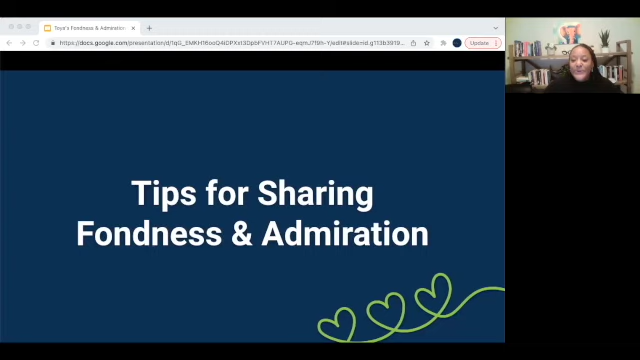 Toya's Fondness & Admiration
Update
Tips for Sharing
Fondness & Admiration